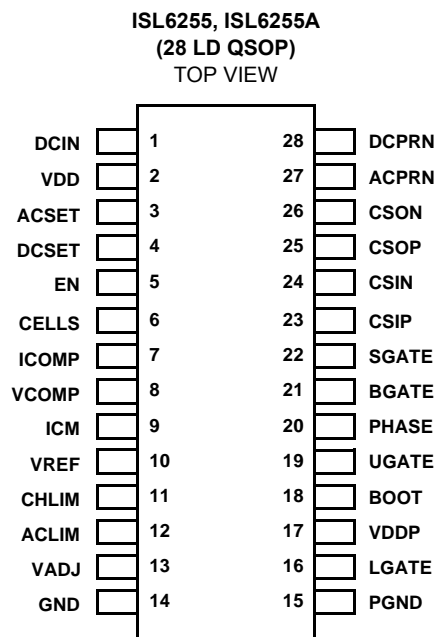 ISL6255, ISL6255A
(28 LD QSOP)
TOP VIEW
DCIN 1 28 DCPRN
VDD 2 27 ACPRN
ACSET 3 26 CSON
DCSET 4 25 CSOP
EN 5 24 CSIN
CELLS 6 23 CSIP
ICOMP 7 22 SGATE
VCOMP 8 21 BGATE
ICM 9 20 PHASE
VREF 10 19 UGATE
CHLIM 11 18 BOOT
ACLIM 12 17 VDDP
VADJ 13 16 LGATE
GND 14 15 PGND